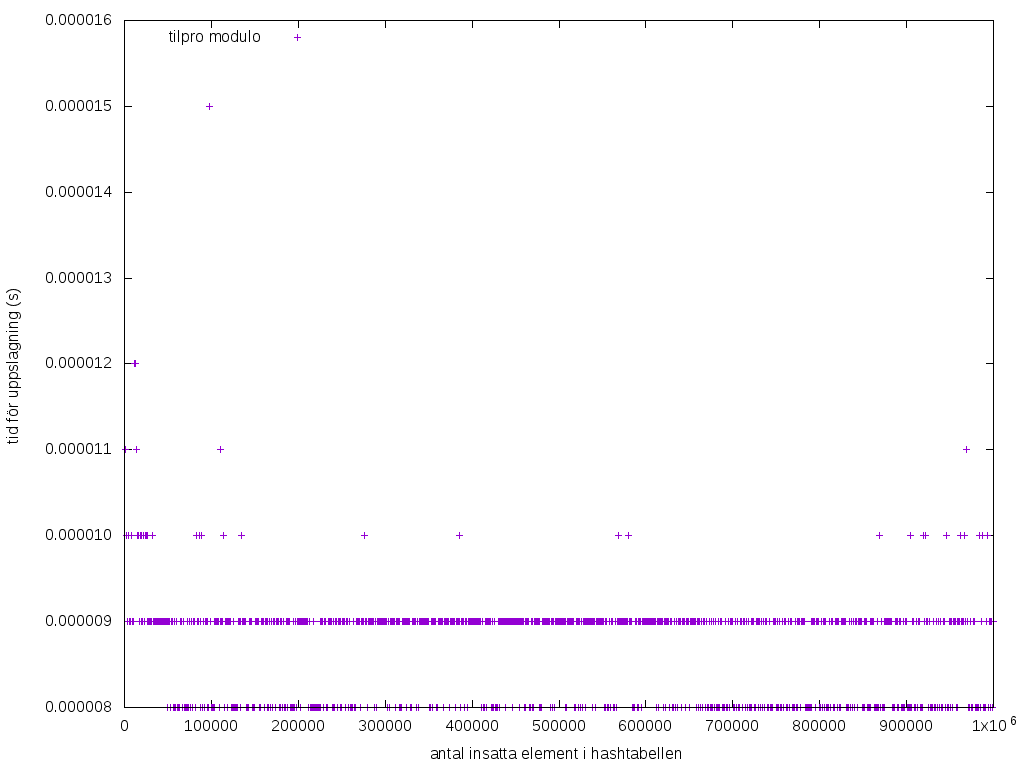 0.000016
tilpro modulo
0.000015
0.000014
0.000013
0.000012
0.000011
0.000010
0.000009
0.000008
tid för uppslagning (s)
0 100000 200000 300000 400000 500000 600000 700000 800000 900000 1x10 6
antal insatta element i hashtabellen